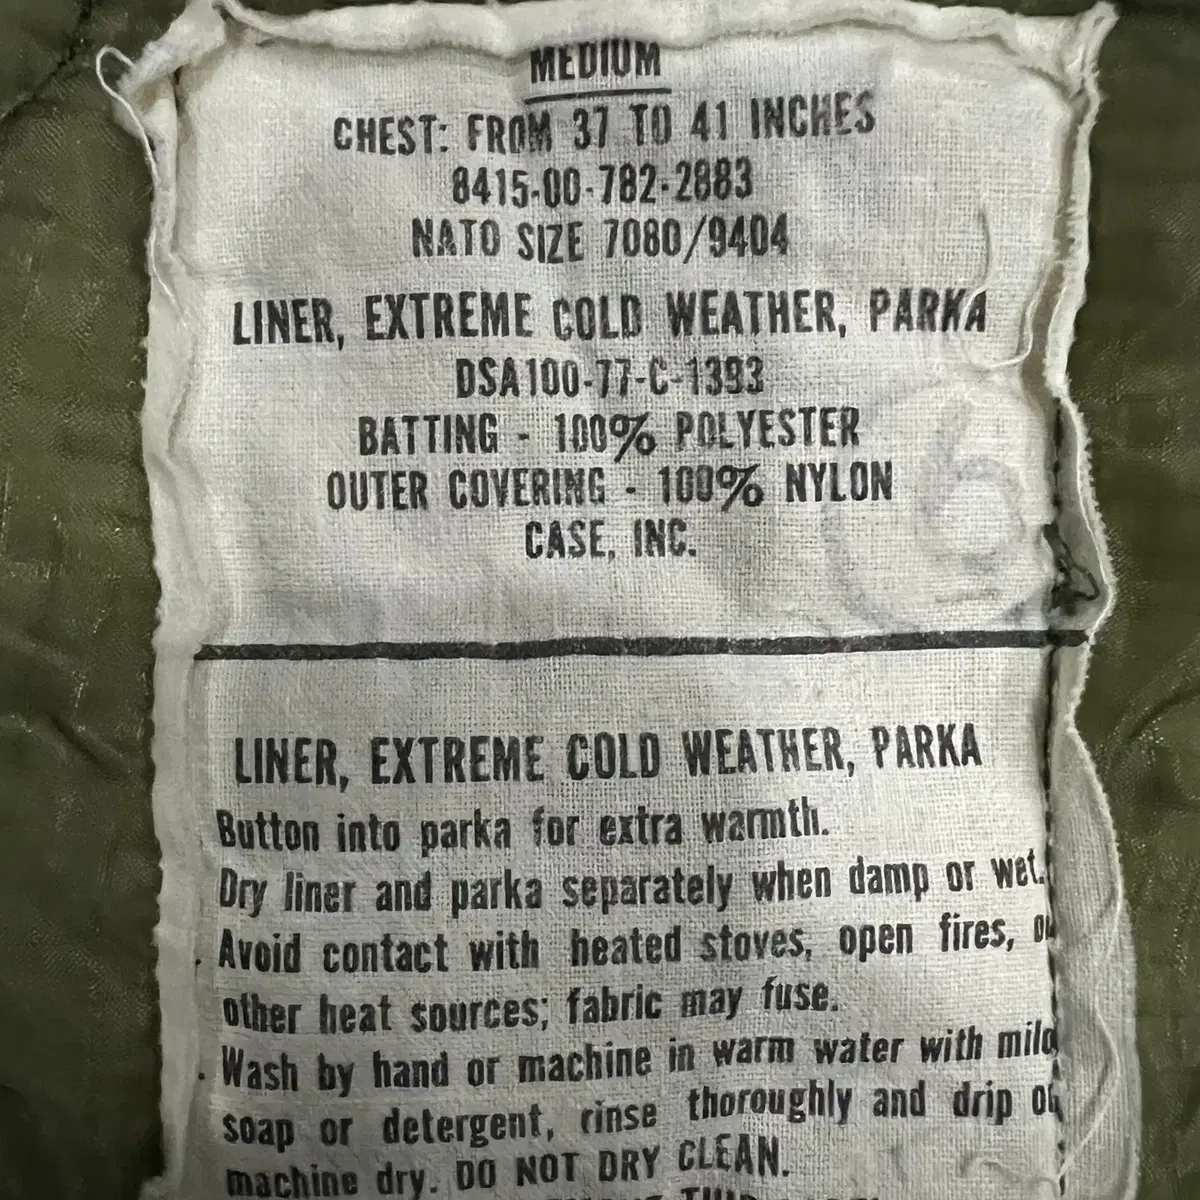 MEDIUM
CHEST: FROM 37 TO 41 INCHES
8415-00-782-2883
NATO SIZE 7080/9404
LINER, EXTREME COLD WEATHER, PARKA
DSA100-77-C-1393
BATTING - 100% POLYESTER
OUTER COVERING - 100% NYLON
CASE, INC.
LINER, EXTREME COLD WEATHER, PARKA
Button into parka for extra warmth.
Dry liner and parka separately when damp or wet.
Avoid contact with heated stoves, open fires, or
other heat sources; fabric may fuse.
Wash by hand or machine in warm water with mild
soap or detergent, rinse thoroughly and drip or
machine dry. DO NOT DRY CLEAN.